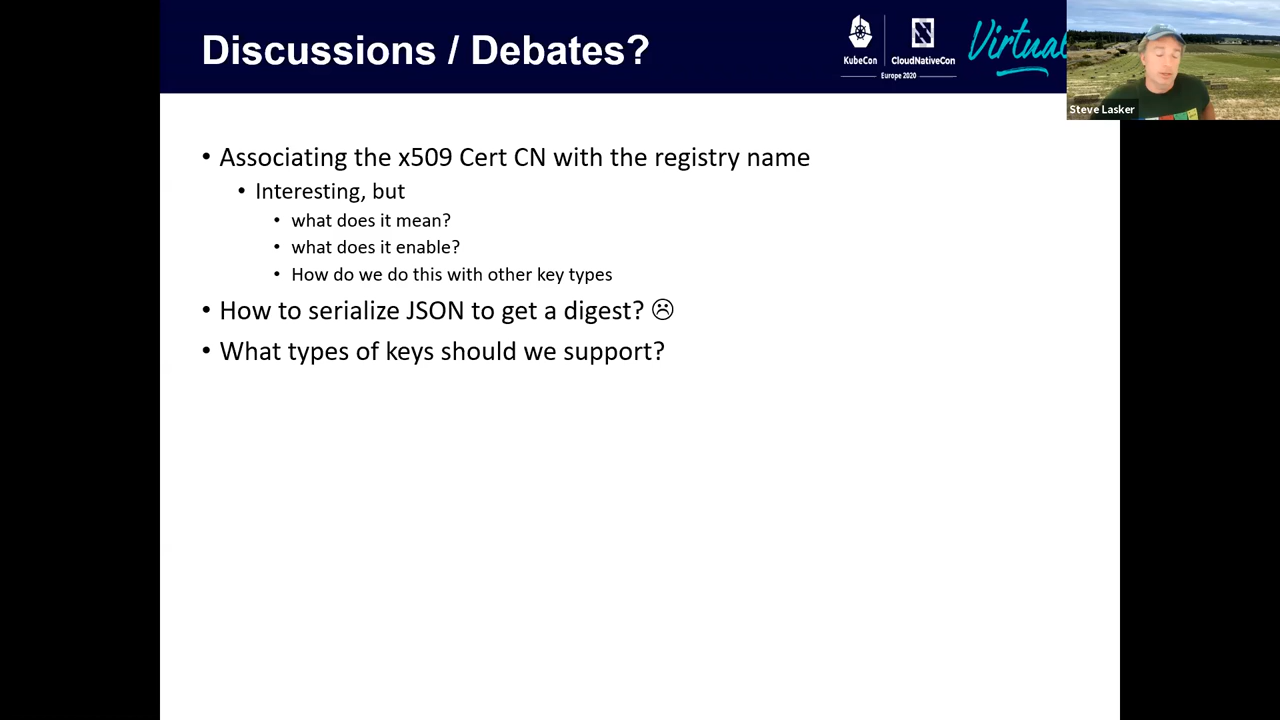 Discussions / Debates?
KubeCon
CloudNativeCon
Europe 2020
Virtual
Steve Lasker
• Associating the x509 Cert CN with the registry name
• Interesting, but
• what does it mean?
• what does it enable?
• How do we do this with other key types
• How to serialize JSON to get a digest? ☹
• What types of keys should we support?